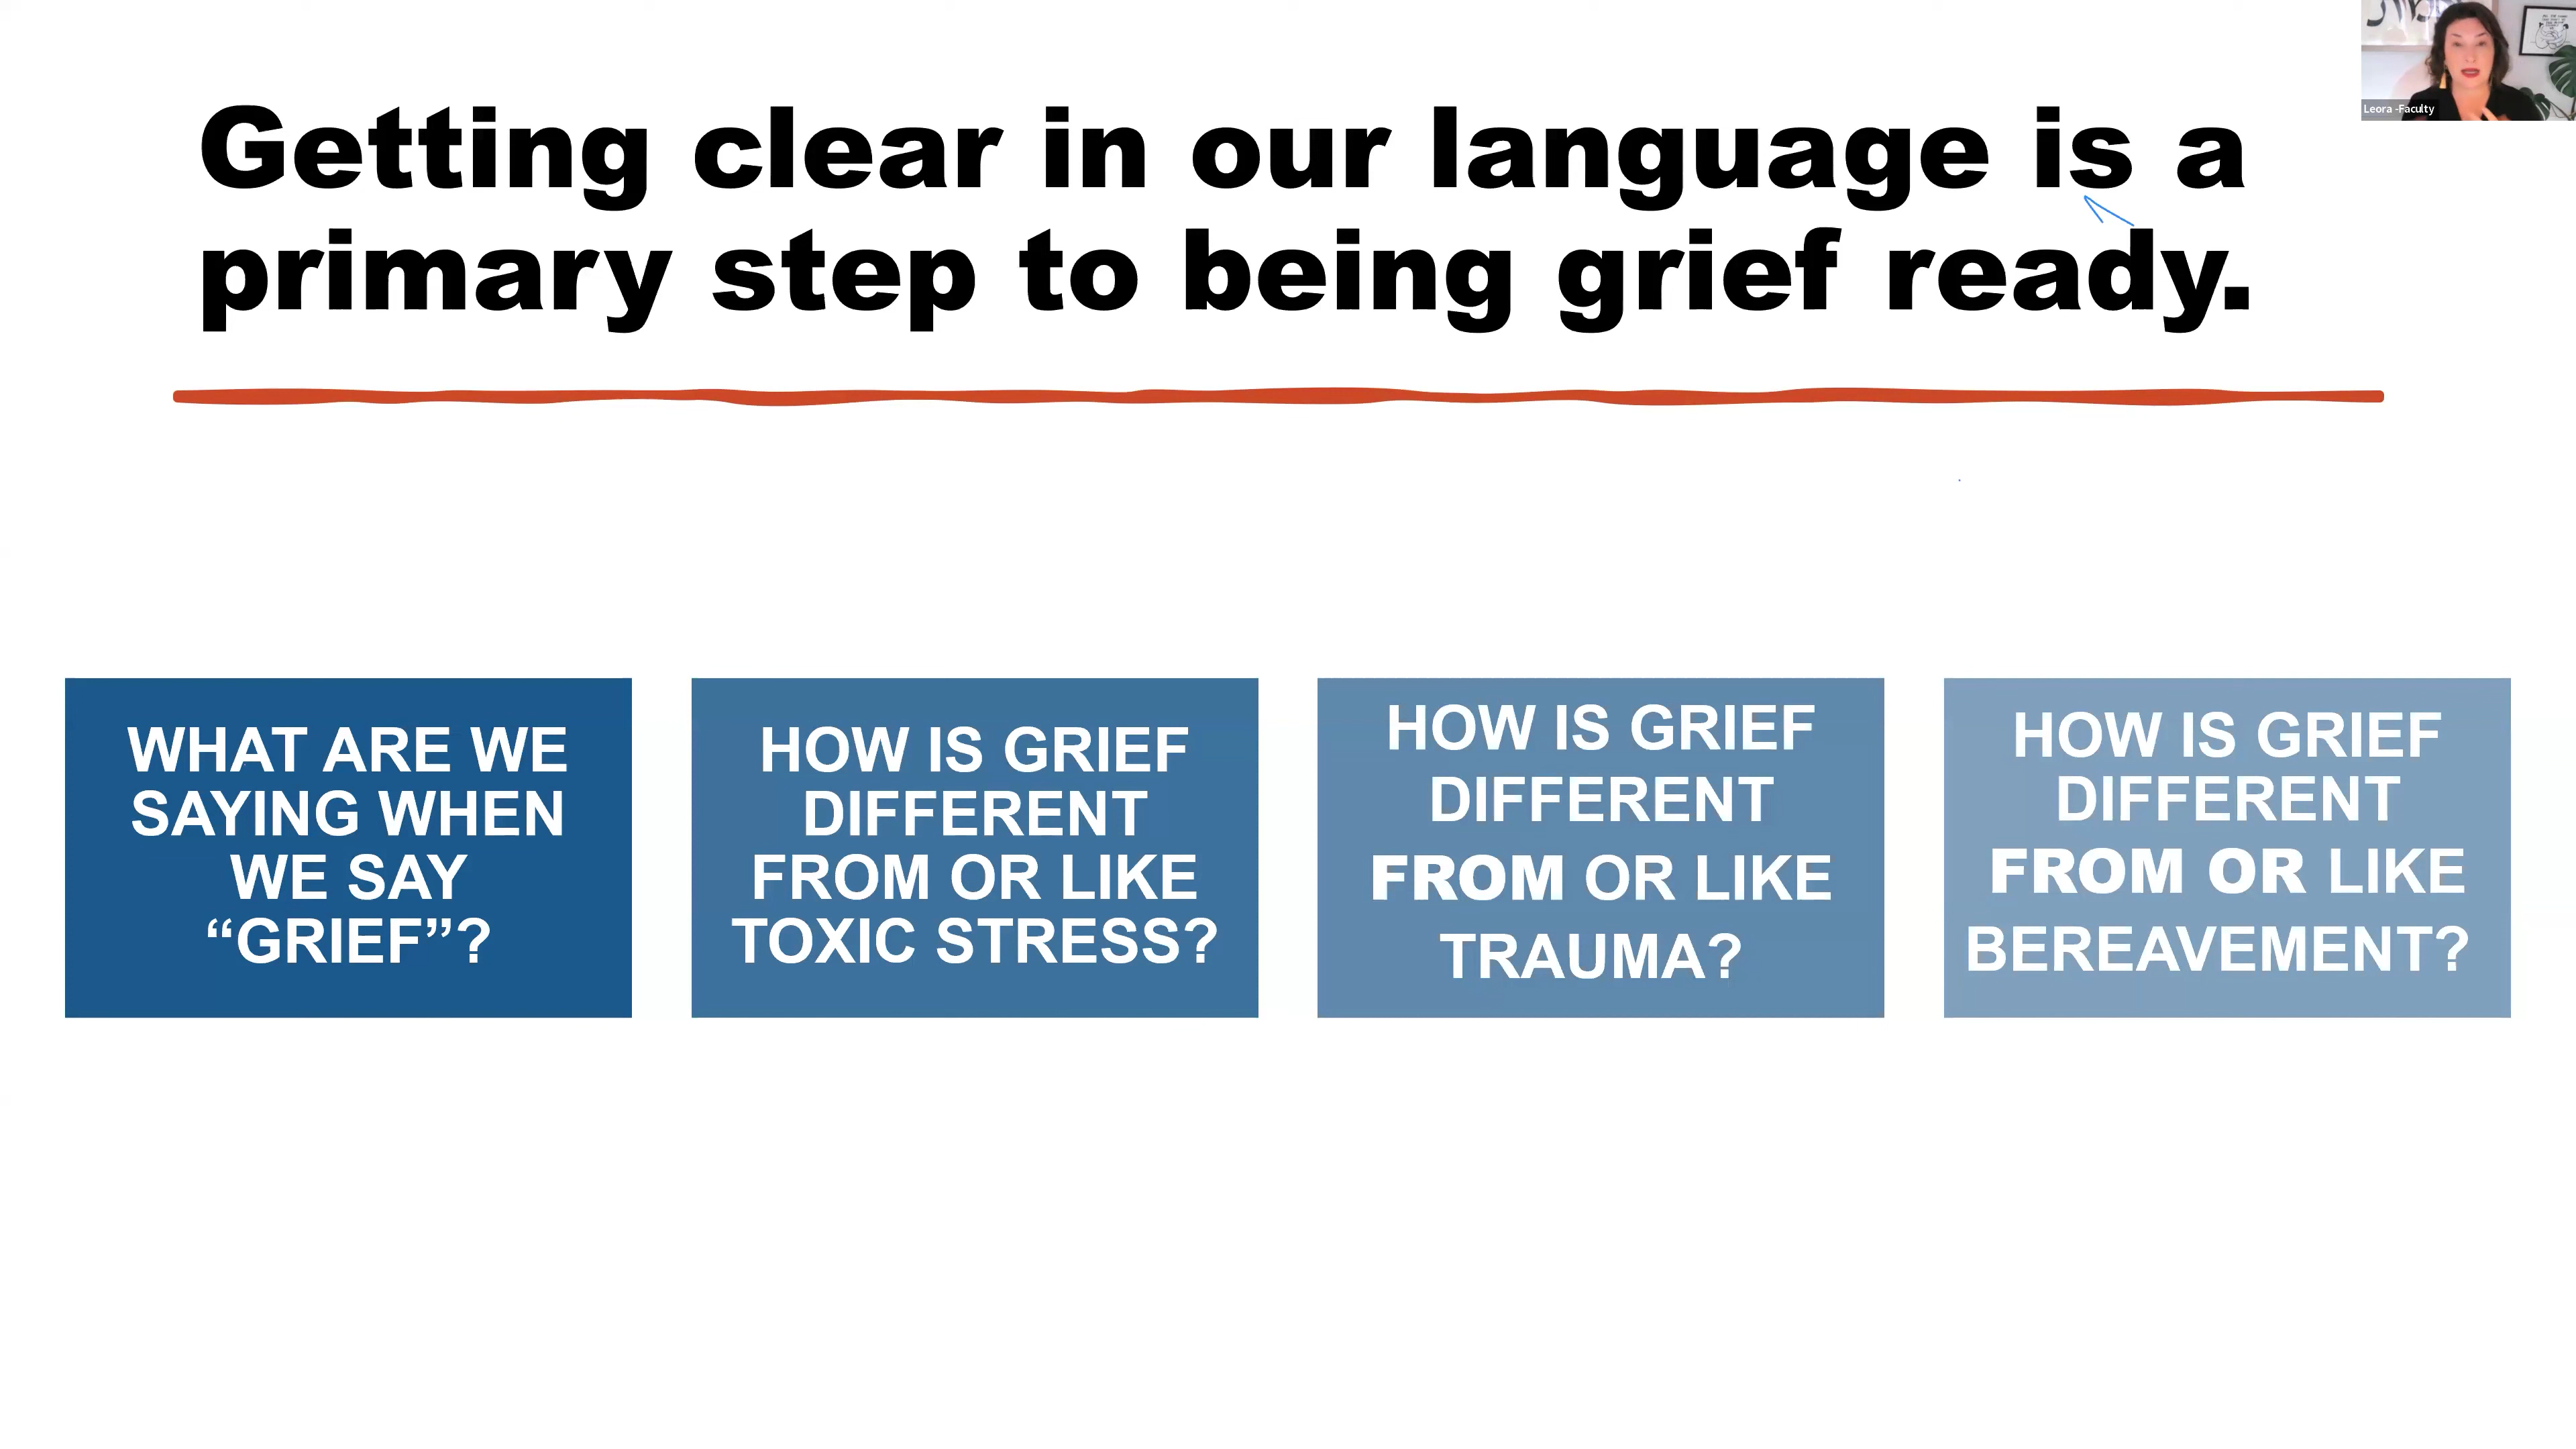 Leora -Faculty
Getting clear in our language is a
primary step to being grief ready.
WHAT ARE WE
SAYING WHEN
WE SAY
“GRIEF”?
HOW IS GRIEF
DIFFERENT
FROM OR LIKE
TOXIC STRESS?
HOW IS GRIEF
DIFFERENT
FROM OR LIKE
TRAUMA?
HOW IS GRIEF
DIFFERENT
FROM OR LIKE
BEREAVEMENT?